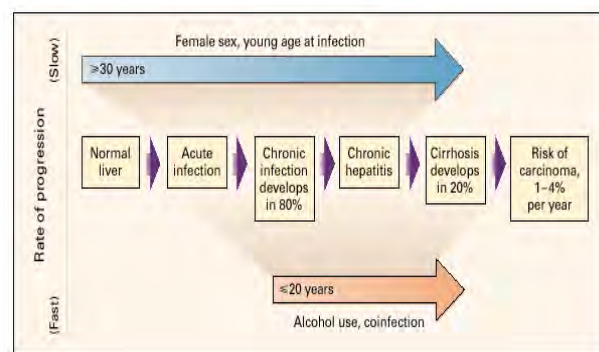 (Slow)
Rate of progression
(Fast)
Female sex, young age at infection
⩾30 years
Normal
liver
Acute
infection
Chronic
infection
develops
in 80%
Chronic
hepatitis
Cirrhosis
develops
in 20%
Risk of
carcinoma,
1–4%
per year
⩽20 years
Alcohol use, coinfection